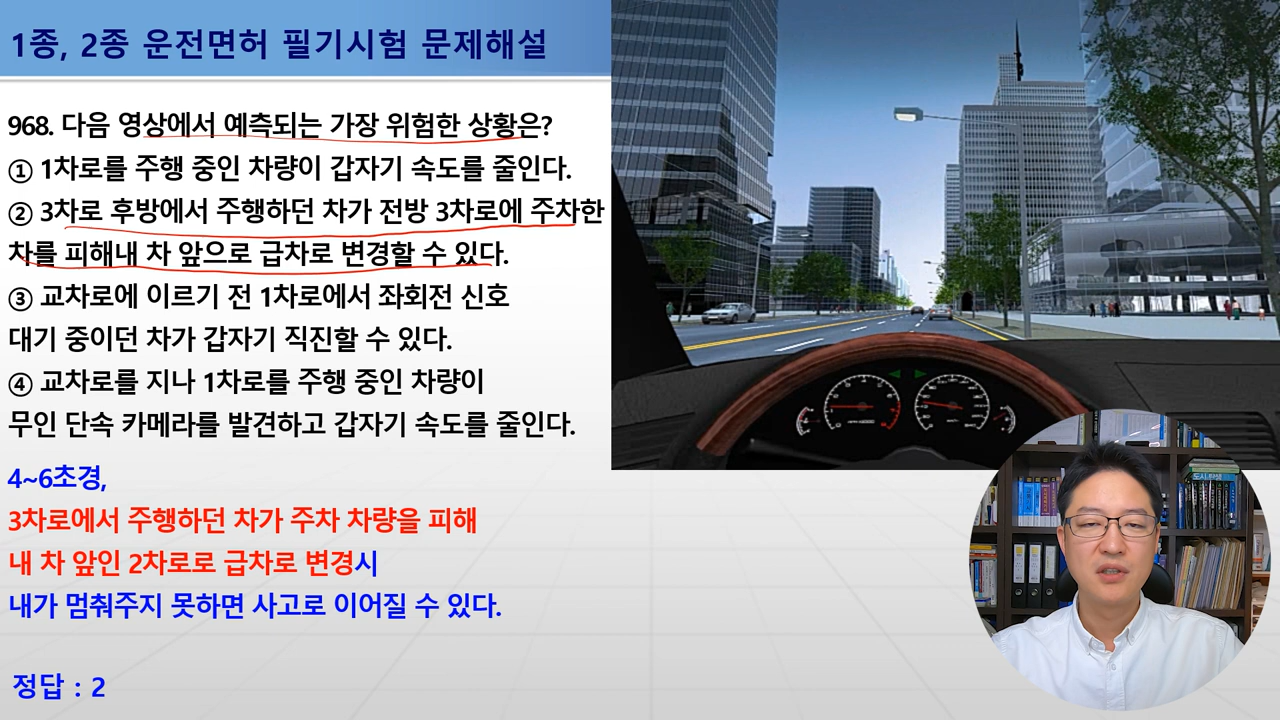 1종, 2종 운전면허 필기시험 문제해설
968. 다음 영상에서 예측되는 가장 위험한 상황은?
① 1차로를 주행 중인 차량이 갑자기 속도를 줄인다.
② 3차로 후방에서 주행하던 차가 전방 3차로에 주차한
차를 피해내 차 앞으로 급차로 변경할 수 있다.
③ 교차로에 이르기 전 1차로에서 좌회전 신호
대기 중이던 차가 갑자기 직진할 수 있다.
④ 교차로를 지나 1차로를 주행 중인 차량이
무인 단속 카메라를 발견하고 갑자기 속도를 줄인다.
4~6초경,
3차로에서 주행하던 차가 주차 차량을 피해
내 차 앞인 2차로로 급차로 변경시
내가 멈춰주지 못하면 사고로 이어질 수 있다.
정답 : 2